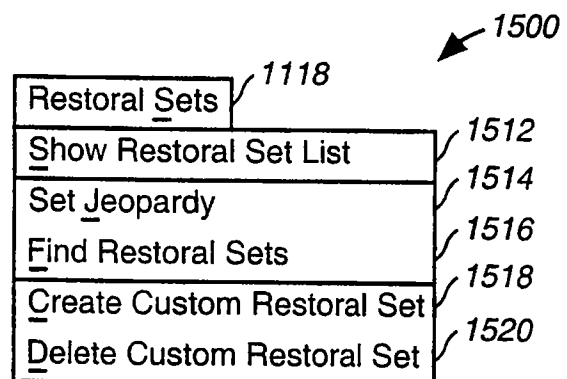 1500
1118
Restoral Sets
1512
Show Restoral Set List
1514
Set Jeopardy
1516
Find Restoral Sets
1518
Create Custom Restoral Set
1520
Delete Custom Restoral Set